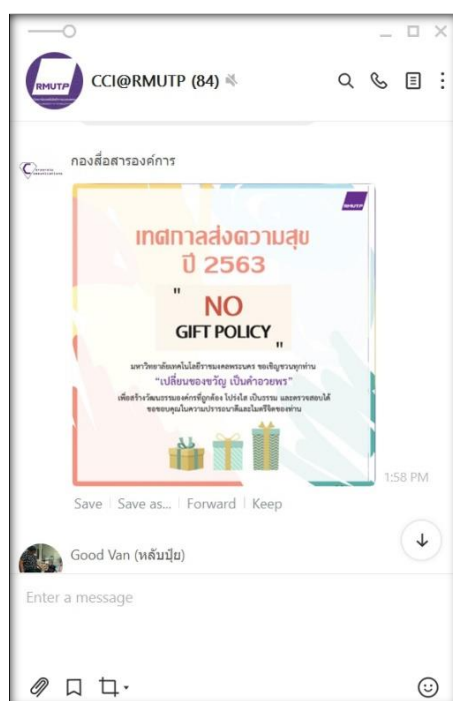 RMUTP
CCI@RMUTP (84)
กองสื่อสารองค์การ
RMUTP
เทศกาลส่งความสุข
ปี 2563
" NO
GIFT POLICY "
มหาวิทยาลัยเทคโนโลยีราชมงคลพระนคร ขอเชิญชวนทุกท่าน
“เปลี่ยนของขวัญ เป็นคำอวยพร”
เพื่อสร้างวัฒนธรรมองค์กรที่ถูกต้อง โปร่งใส เป็นธรรม และตรวจสอบได้
ขอขอบคุณในความปรารถนาดีและไมตรีจิตของท่าน
1:58 PM
Save | Save as... | Forward | Keep
Good Van (หลับปุ๋ย)
Enter a message